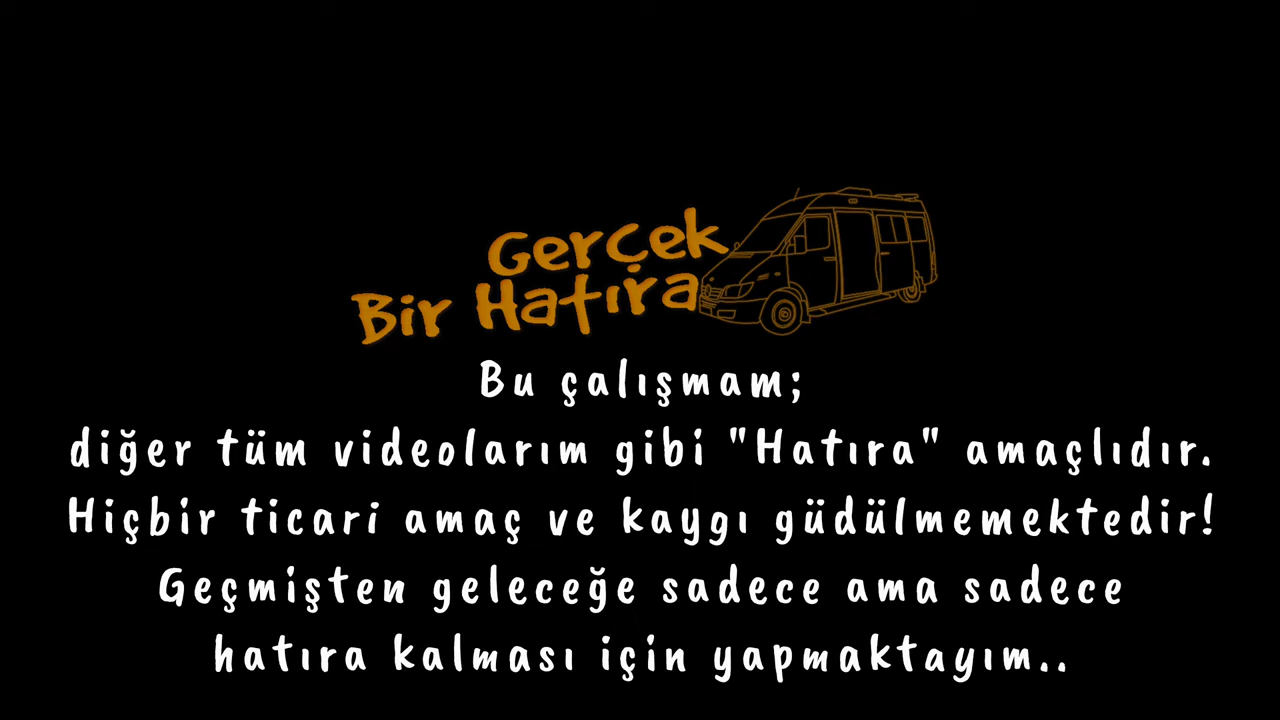 Gerçek
Bir Hatıra
Bu çalışmam;
diğer tüm videolarım gibi "Hatıra" amaçlıdır.
Hiçbir ticari amaç ve kaygı güdülmemektedir!
Geçmişten geleceğe sadece ama sadece
hatıra kalması için yapmaktayım..